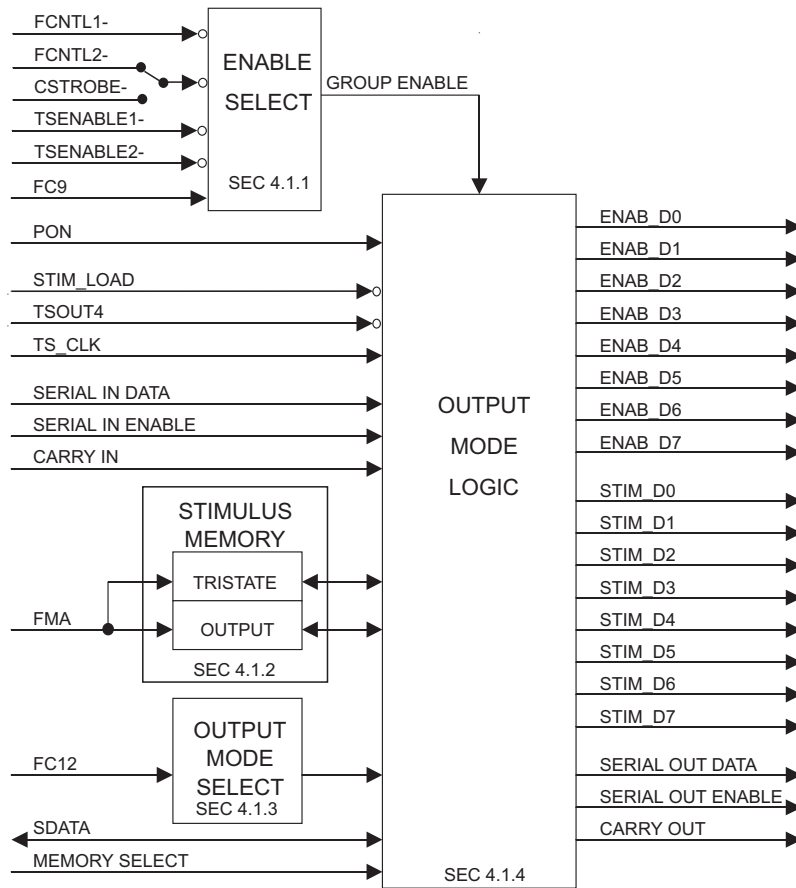 FCNTL1-
FCNTL2-
CSTROBE-
TSENABLE1-
TSENABLE2-
FC9
ENABLE
SELECT
SEC 4.1.1
GROUP ENABLE
PON
STIM_LOAD
TSOUT4
TS_CLK
SERIAL IN DATA
SERIAL IN ENABLE
CARRY IN
STIMULUS
MEMORY
TRISTATE
OUTPUT
SEC 4.1.2
FMA
OUTPUT
MODE
SELECT
SEC 4.1.3
FC12
SDATA
MEMORY SELECT
OUTPUT
MODE
LOGIC
SEC 4.1.4
ENAB_D0
ENAB_D1
ENAB_D2
ENAB_D3
ENAB_D4
ENAB_D5
ENAB_D6
ENAB_D7
STIM_D0
STIM_D1
STIM_D2
STIM_D3
STIM_D4
STIM_D5
STIM_D6
STIM_D7
SERIAL OUT DATA
SERIAL OUT ENABLE
CARRY OUT